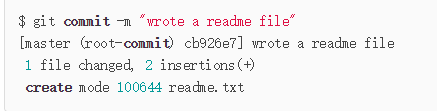 $ git commit -m "wrote a readme file"
[master (root-commit) cb926e7] wrote a readme file
1 file changed, 2 insertions(+)
create mode 100644 readme.txt